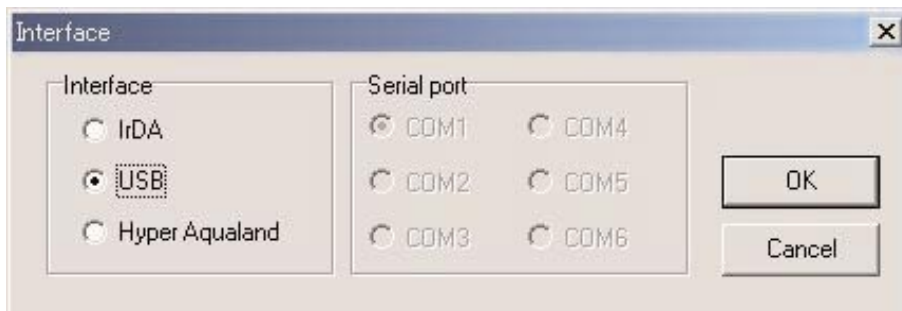 Interface
Interface
IrDA
USB
Hyper Aqualand
Serial port
COM1
COM4
COM2
COM5
COM3
COM6
OK
Cancel